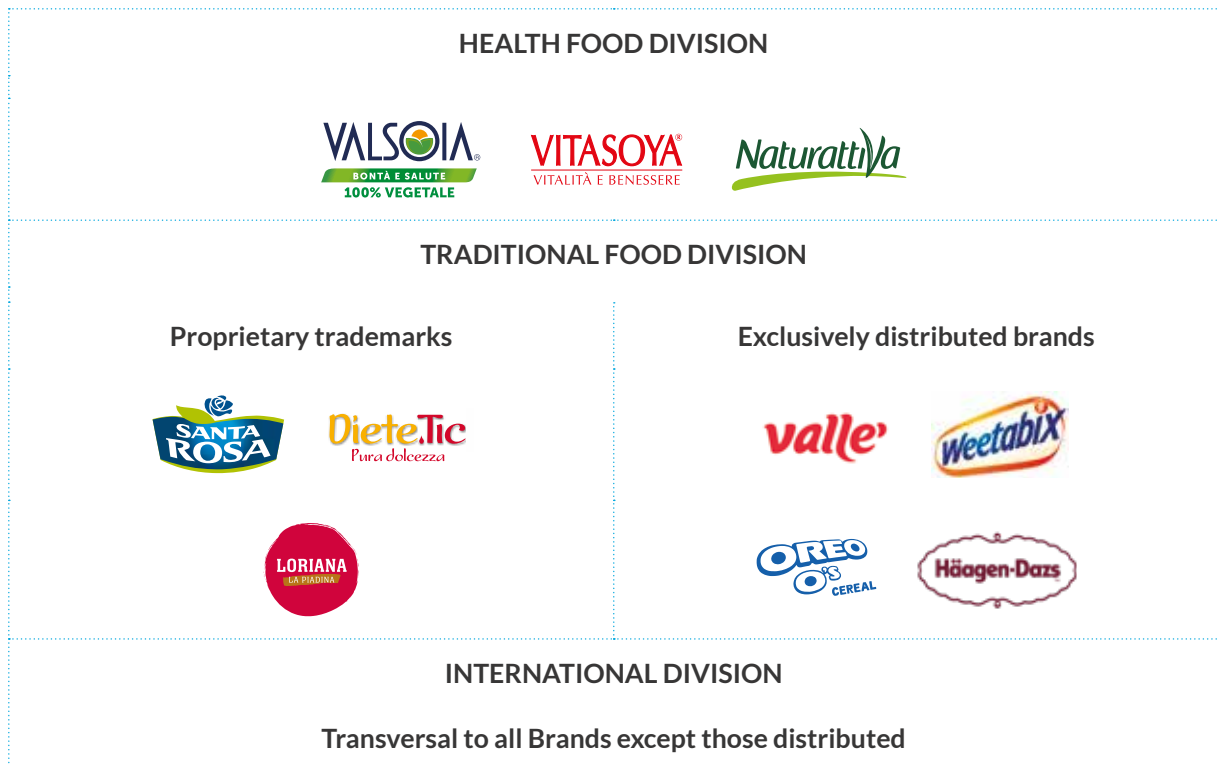 HEALTH FOOD DIVISION
VALSOIA®
BONTÀ E SALUTE
100% VEGETALE
VITASOYA®
VITALITÀ E BENESSERE
Naturattiva
TRADITIONAL FOOD DIVISION
Proprietary trademarks
SANTA
ROSA
Diete.Tic
Pura dolcezza
LORIANA
LA PIADINA
Exclusively distributed brands
valle'
Weetabix
OREO
O's
CEREAL
Häagen-Dazs
INTERNATIONAL DIVISION
Transversal to all Brands except those distributed